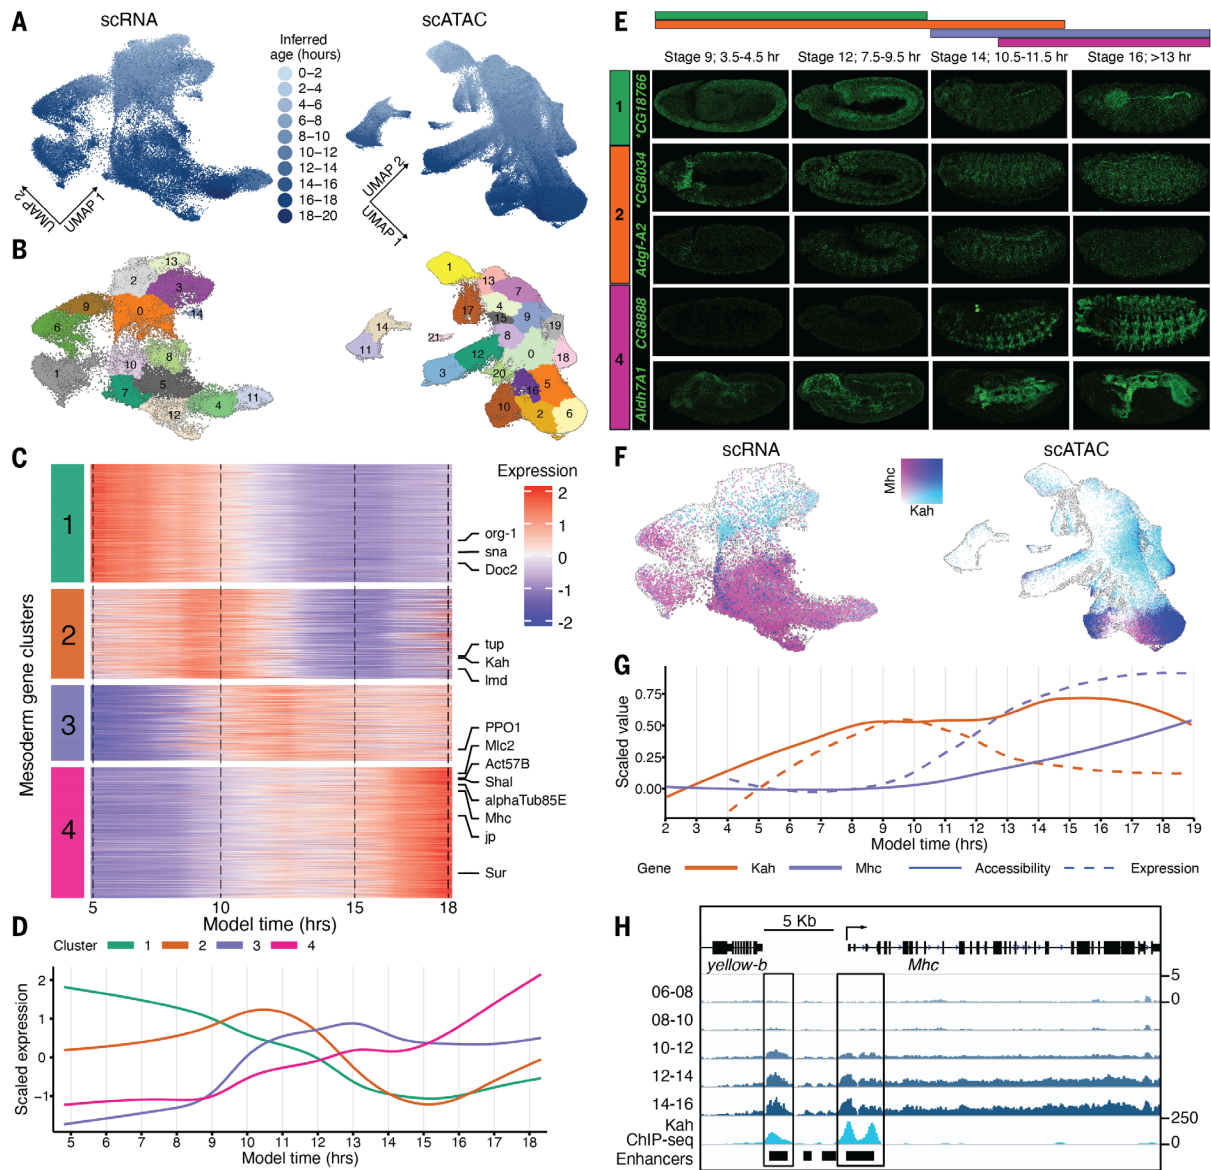 A
scRNA
scATAC
Inferred
age (hours)
0–2
2–4
4–6
6–8
8–10
10–12
12–14
14–16
16–18
18–20
UMAP 2
UMAP 1
UMAP 2
UMAP 1
B
13
2
3
9
0
14
6
10
8
1
7
5
4
11
12
1
13
7
17
4
15
9
19
14
11
21
8
12
0
18
3
20
16
5
10
2
6
C
Mesoderm gene clusters
1
2
3
4
Expression
2
1
0
-1
-2
org-1
sna
Doc2
tup
Kah
lmd
PPO1
Mlc2
Act57B
Shal
alphaTub85E
Mhc
jp
Sur
5
10
15
18
Model time (hrs)
D
Cluster 1 2 3 4
Scaled expression
2
1
0
−1
5 6 7 8 9 10 11 12 13 14 15 16 17 18
Model time (hrs)
E
Stage 9; 3.5-4.5 hr
Stage 12; 7.5-9.5 hr
Stage 14; 10.5-11.5 hr
Stage 16; >13 hr
1
*CG18766
2
*CG8034
Adgf-A2
4
CG8888
Aldh7A1
F
scRNA
scATAC
Mhc
Kah
G
Scaled value
0.75
0.50
0.25
0.00
2 3 4 5 6 7 8 9 10 11 12 13 14 15 16 17 18 19
Model time (hrs)
Gene Kah Mhc Accessibility Expression
H
5 Kb
yellow-b
Mhc
06-08
08-10
10-12
12-14
14-16
5
0
Kah
ChIP-seq
250
0
Enhancers